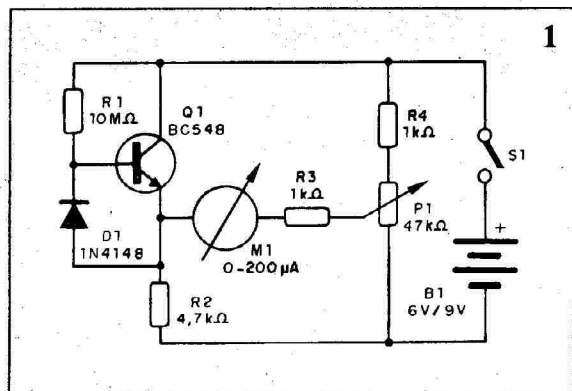 1
R1
10MΩ
Q1
BC548
R4
1kΩ
S1
R3
1kΩ
P1
47kΩ
D1
1N4148
M1
0-200µA
+
R2
4,7kΩ
B1
6V/9V